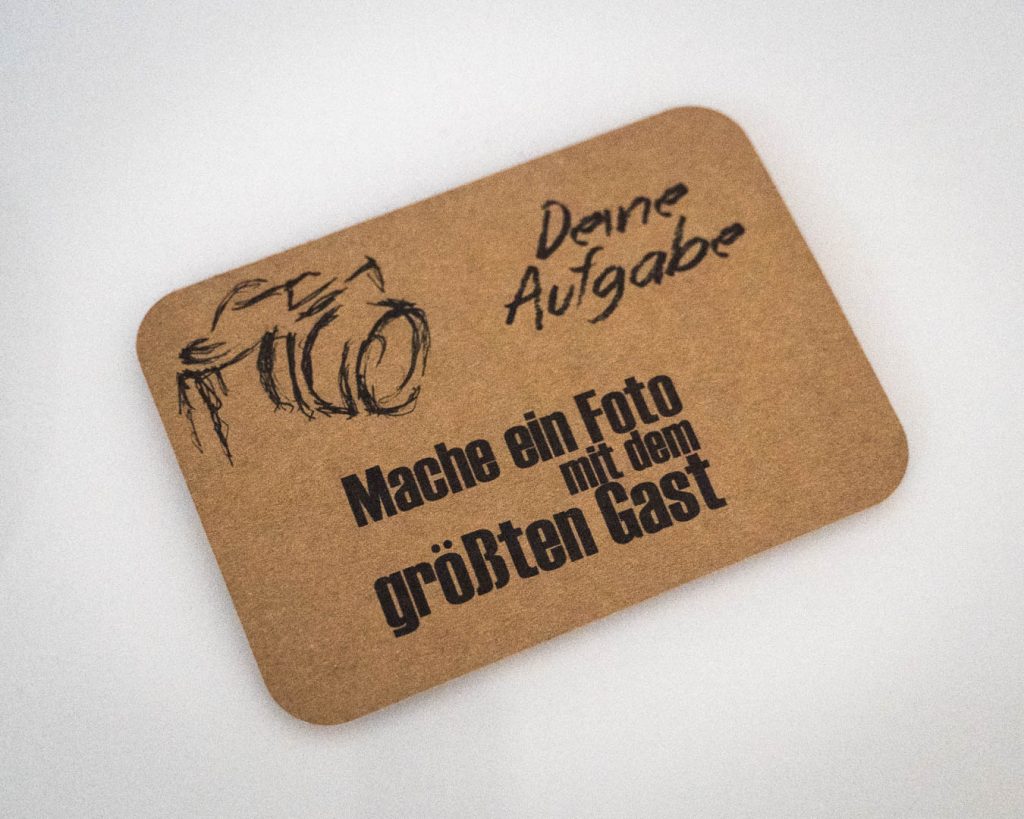 Deine
Aufgabe
Mache ein Foto
mit dem
größten Gast